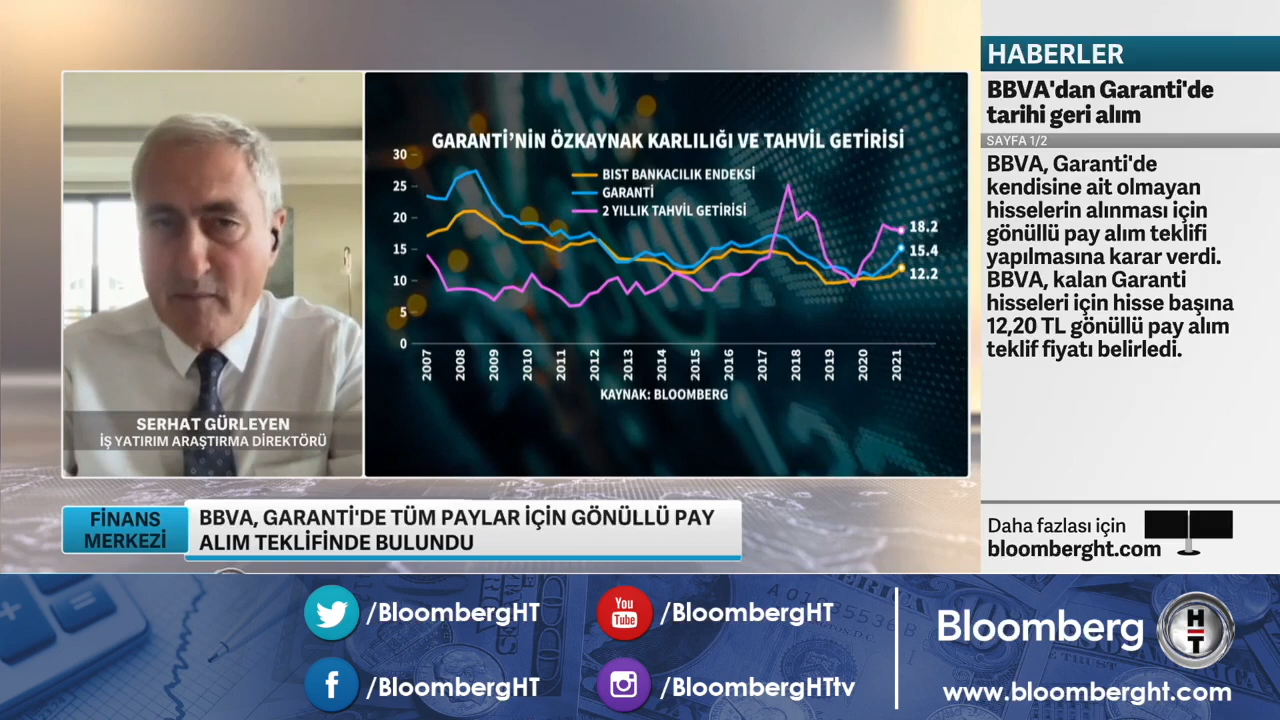 GARANTİ'NİN ÖZKAYNAK KARLILIĞI VE TAHVİL GETİRİSİ
BIST BANKACILIK ENDEKSİ
GARANTİ
2 YILLIK TAHVİL GETİRİSİ
30
25
20
15
10
5
0
18.2
15.4
12.2
2007
2008
2009
2010
2011
2012
2013
2014
2015
2016
2017
2018
2019
2020
2021
KAYNAK: BLOOMBERG
SERHAT GÜRLEYEN
İŞ YATIRIM ARAŞTIRMA DİREKTÖRÜ
FİNANS
MERKEZİ
BBVA, GARANTİ'DE TÜM PAYLAR İÇİN GÖNÜLLÜ PAY
ALIM TEKLİFİNDE BULUNDU
HABERLER
BBVA'dan Garanti'de
tarihi geri alım
SAYFA 1/2
BBVA, Garanti'de
kendisine ait olmayan
hisselerin alınması için
gönüllü pay alım teklifi
yapılmasına karar verdi.
BBVA, kalan Garanti
hisseleri için hisse başına
12,20 TL gönüllü pay alım
teklif fiyatı belirledi.
Daha fazlası için
bloomberght.com
/BloombergHT
You
Tube
/BloombergHT
/BloombergHT
/BloombergHTtv
Bloomberg
HT
www.bloomberght.com